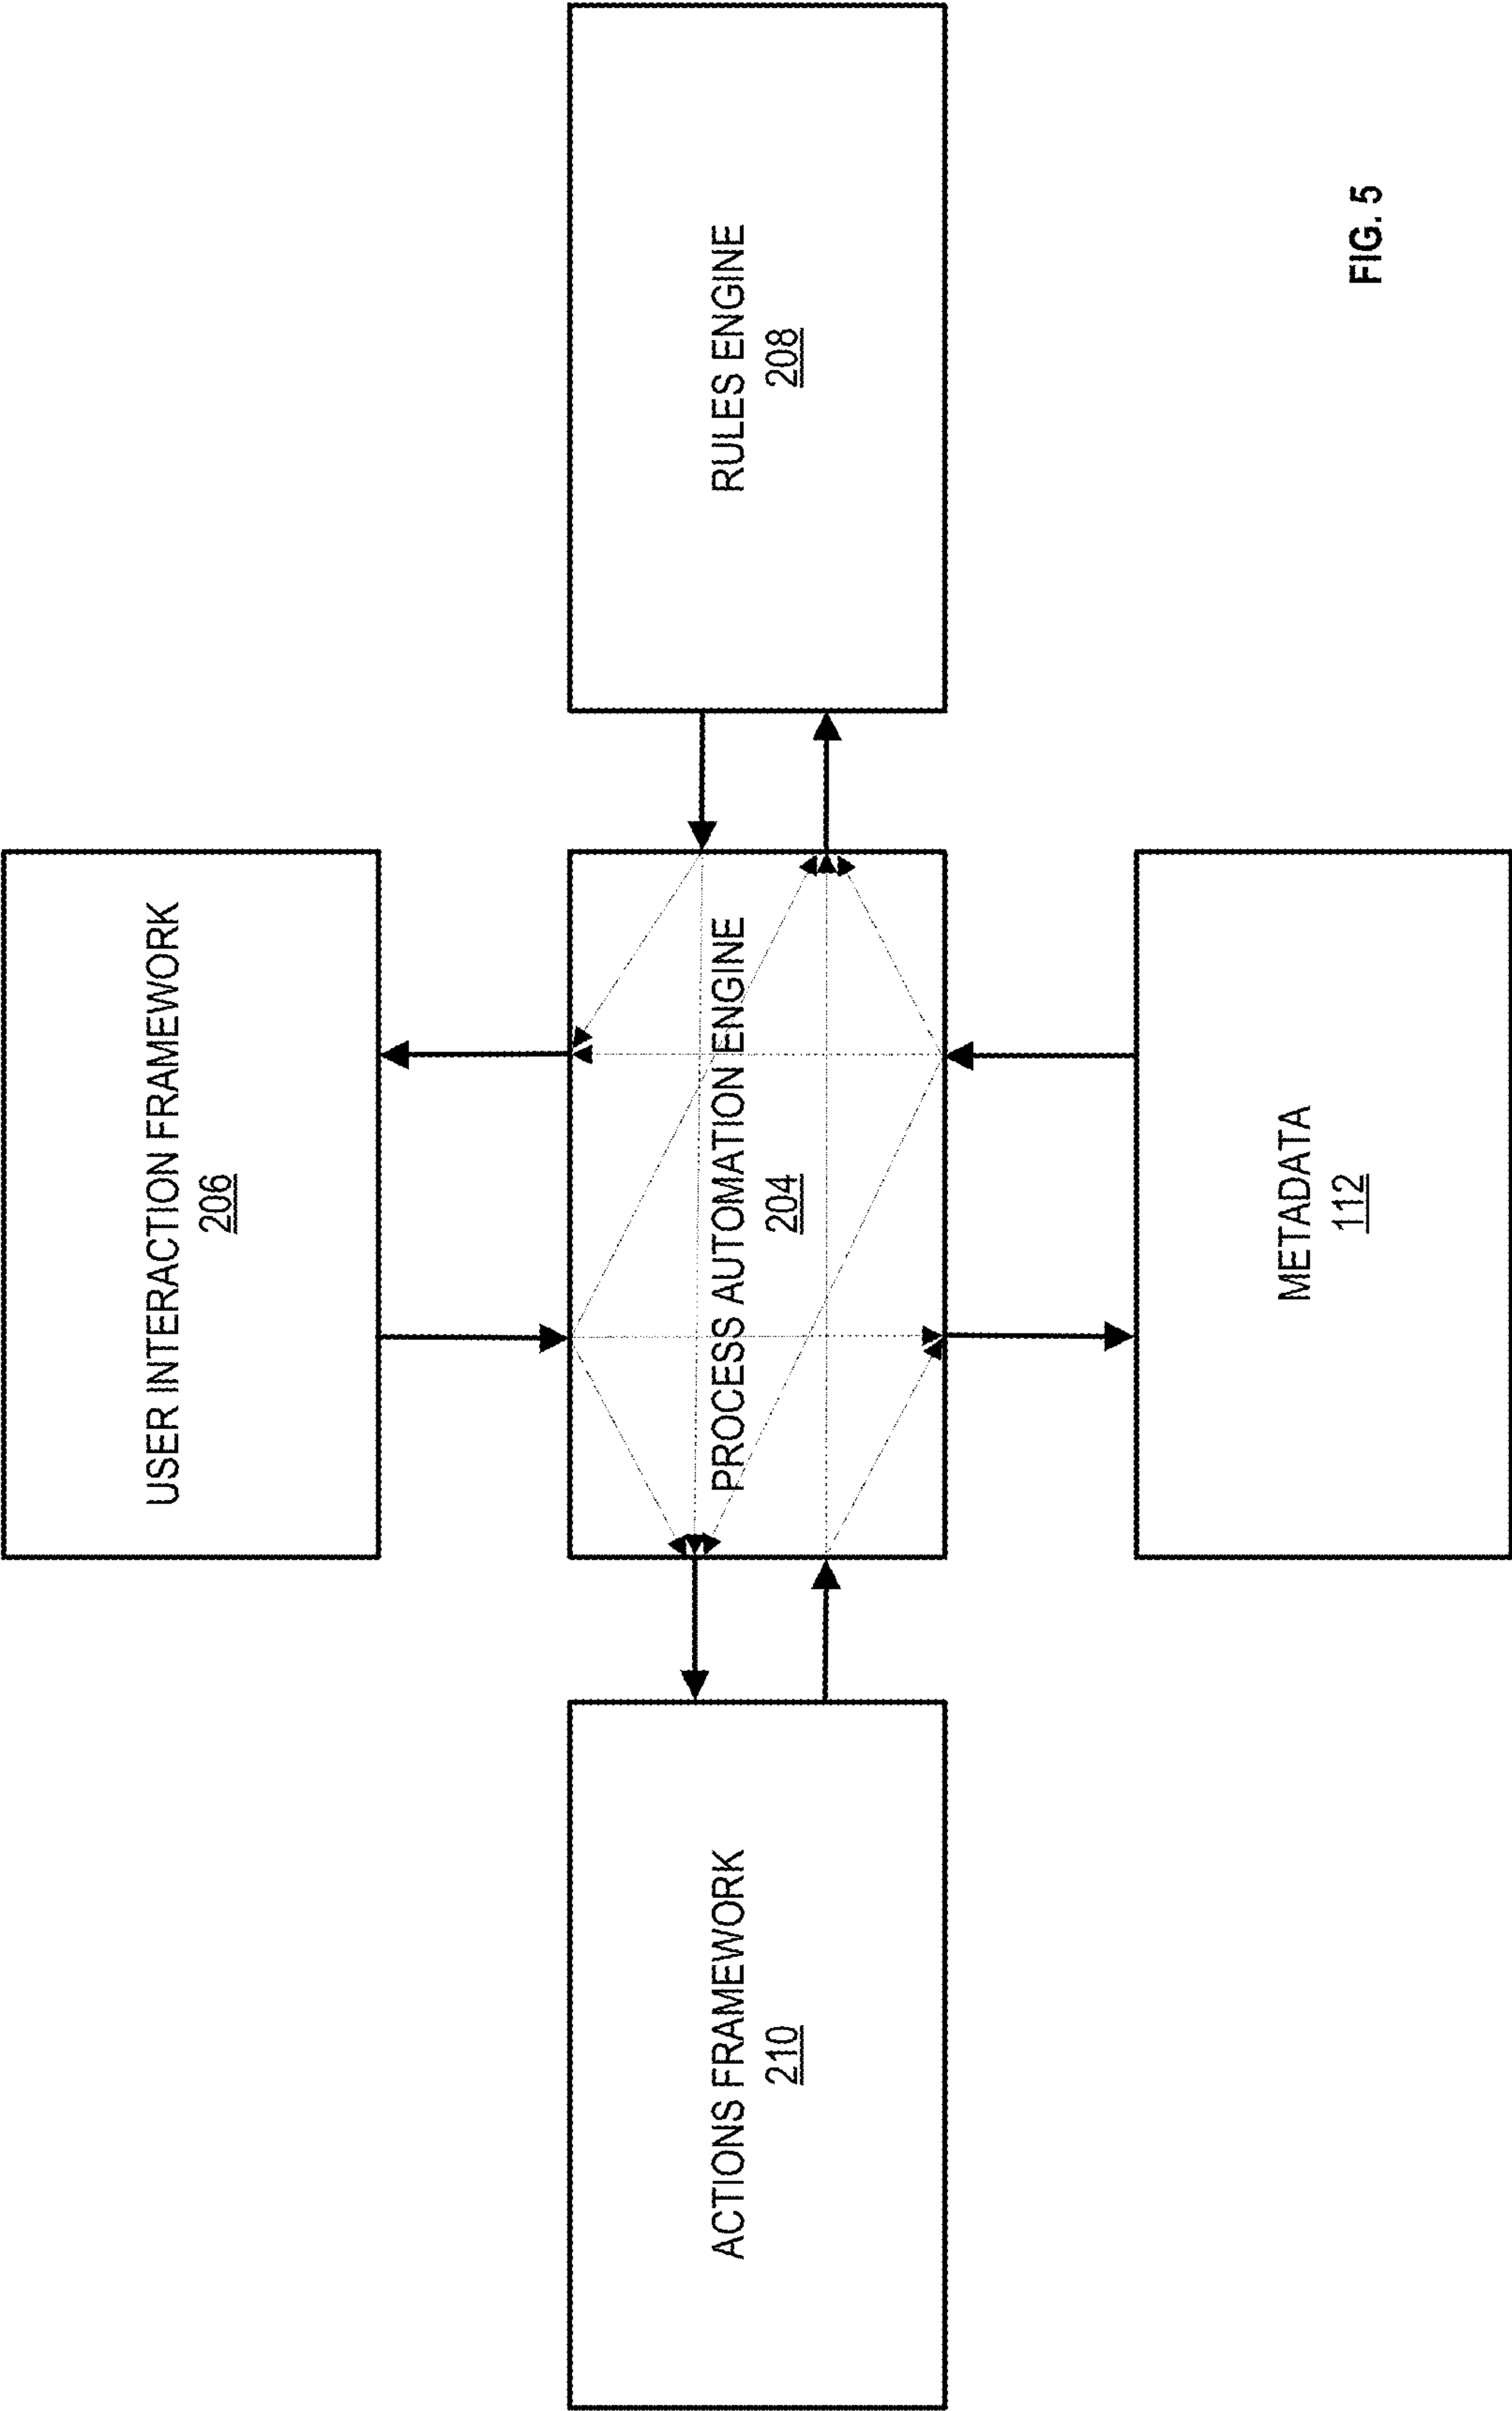 USER INTERACTION FRAMEWORK
206
ACTIONS FRAMEWORK
210
PROCESS AUTOMATION ENGINE
204
RULES ENGINE
208
METADATA
112
FIG. 5